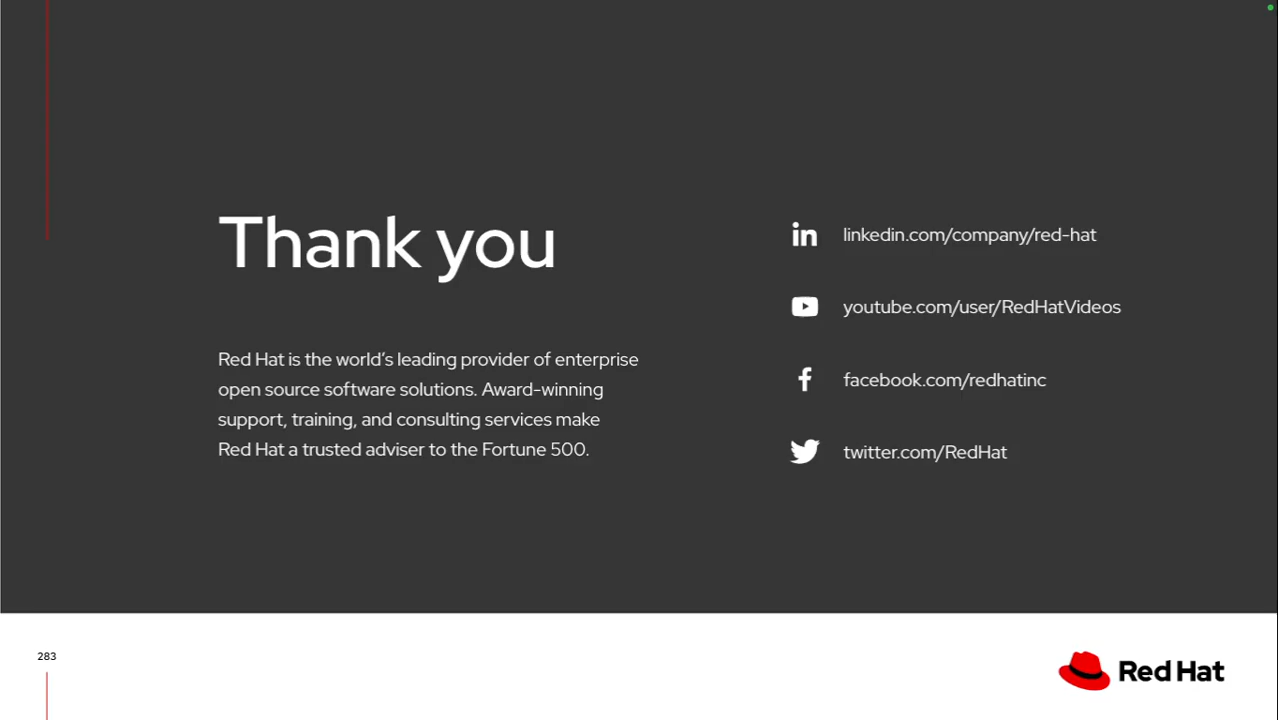 Thank you
Red Hat is the world’s leading provider of enterprise
open source software solutions. Award-winning
support, training, and consulting services make
Red Hat a trusted adviser to the Fortune 500.
linkedin.com/company/red-hat
youtube.com/user/RedHatVideos
facebook.com/redhatinc
twitter.com/RedHat
283
Red Hat